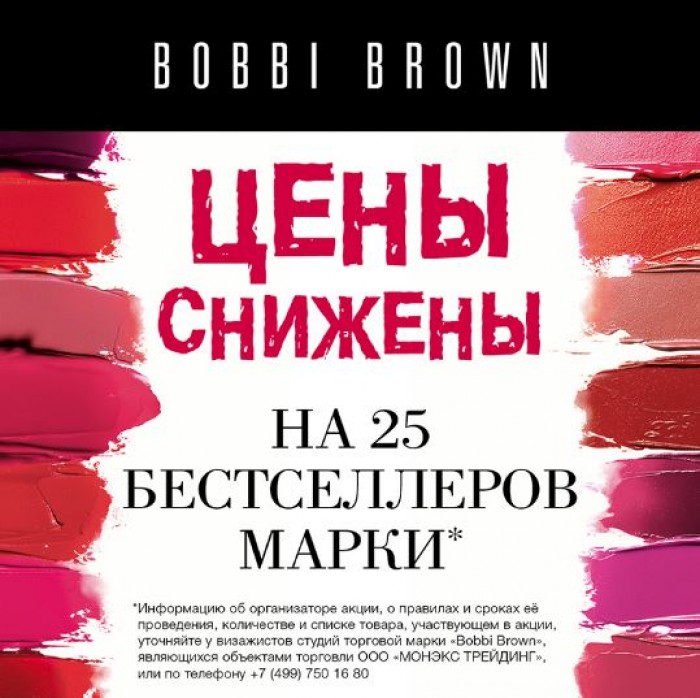 BOBBI BROWN
ЦЕНЫ
СНИЖЕНЫ
НА 25
БЕСТСЕЛЛЕРОВ
МАРКИ*
*Информацию об организаторе акции, о правилах и сроках её
проведения, количестве и списке товара, участвующем в акции,
уточняйте у визажистов студий торговой марки «Bobbi Brown»,
являющихся объектами торговли ООО «МОНЭКС ТРЕЙДИНГ»,
или по телефону +7 (499) 750 16 80